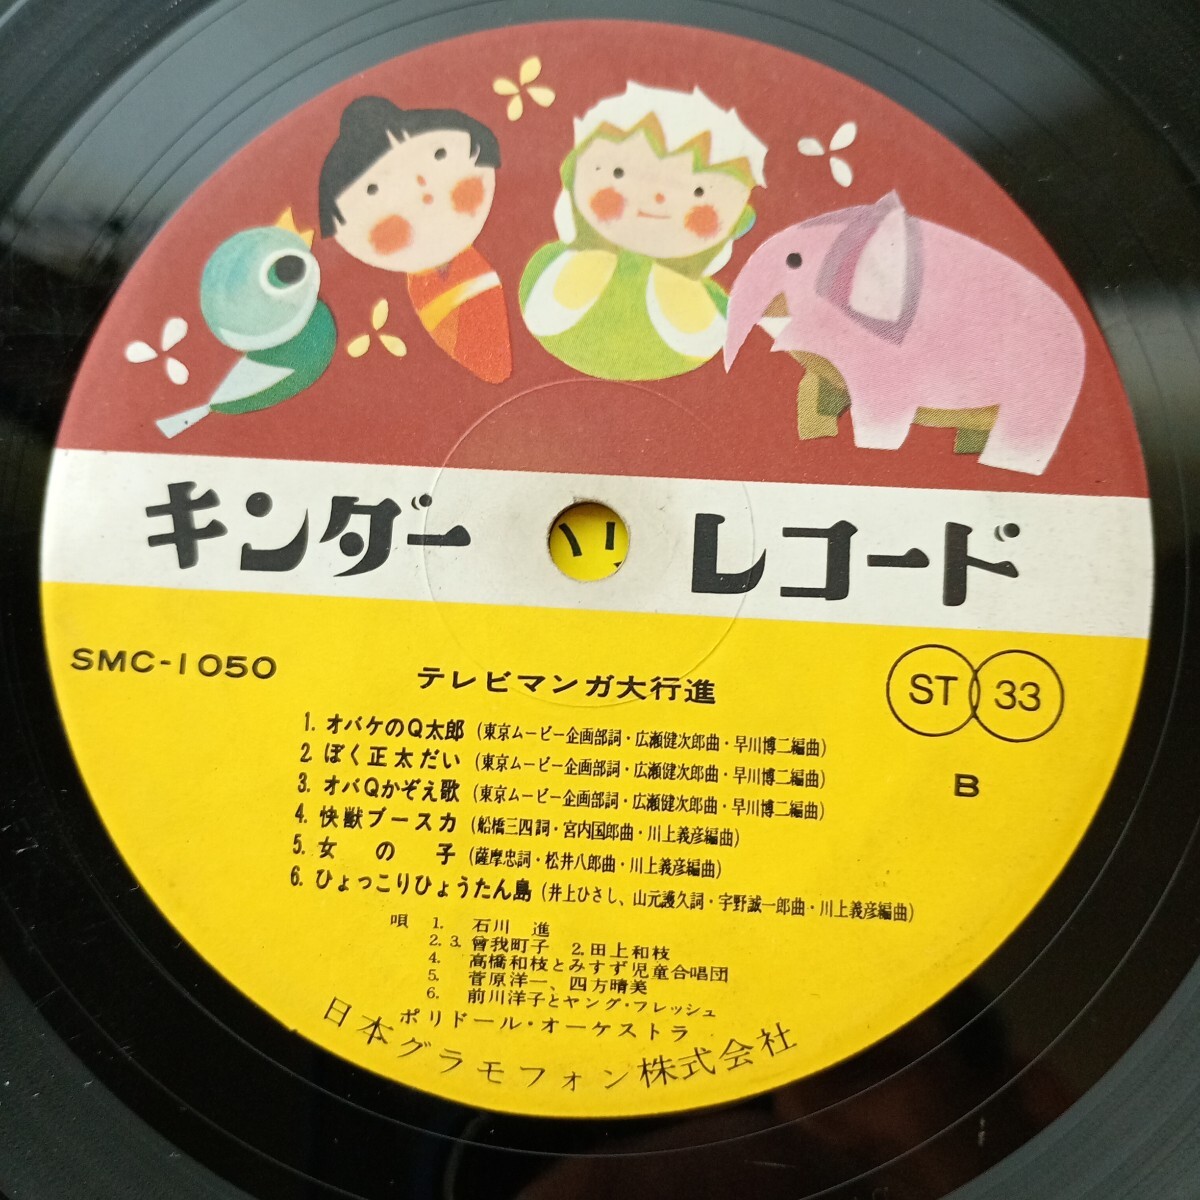 キンダーレコード
SMC-1050
テレビマンガ大行進
ST 33
B
1. オバケのQ太郎 (東京ムービー企画部詞・広瀬健次郎曲・早川博二編曲)
2. ぼく正太だい (東京ムービー企画部詞・広瀬健次郎曲・早川博二編曲)
3. オバQかぞえ歌 (東京ムービー企画部詞・広瀬健次郎曲・早川博二編曲)
4. 快獣ブースカ (船橋三四詞・宮内国郎曲・川上義彦編曲)
5. 女の子 (薩摩忠詞・松井八郎曲・川上義彦編曲)
6. ひょっこりひょうたん島 (井上ひさし、山元護久詞・宇野誠一郎曲・川上義彦編曲)
唄 1. 石川 進
2.3. 曾我町子 2.田上和枝
4. 高橋和枝とみすず児童合唱団
5. 菅原洋一、四方晴美
6. 前川洋子とヤング・フレッシュ
ポリドール・オーケストラ
日本グラモフォン株式会社